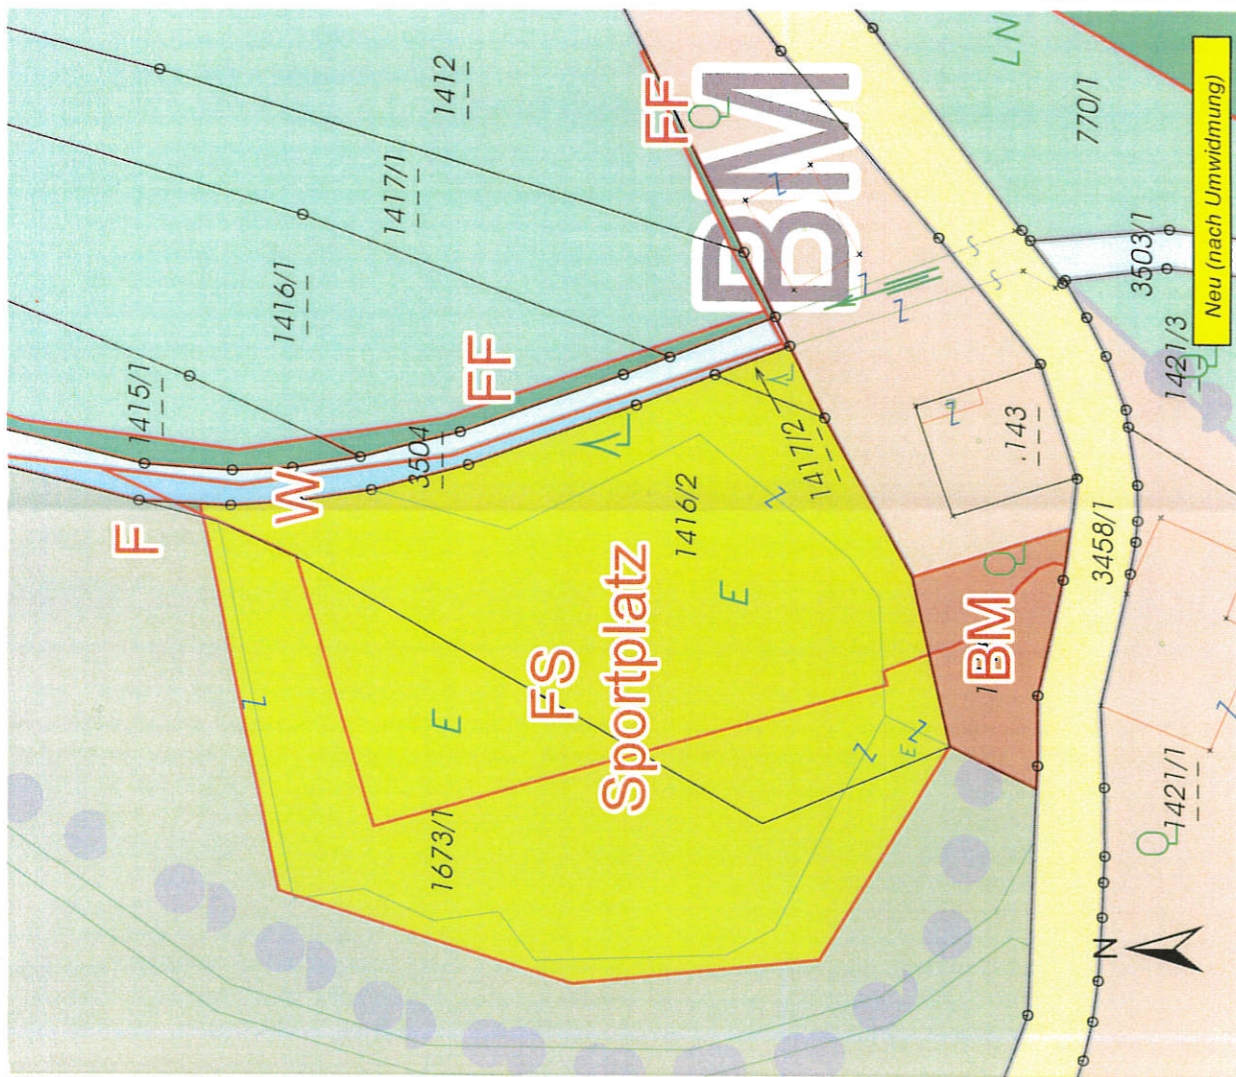 1412
1417/1
1416/1
1415/1
FF
FF
BM
LN
770/1
3503/1
1421/3
Neu (nach Umwidmung)
3504
W
F
1417/2
1416/2
.143
3458/1
E
FS
Sportplatz
BM
E
E
1673/1
1421/1
N